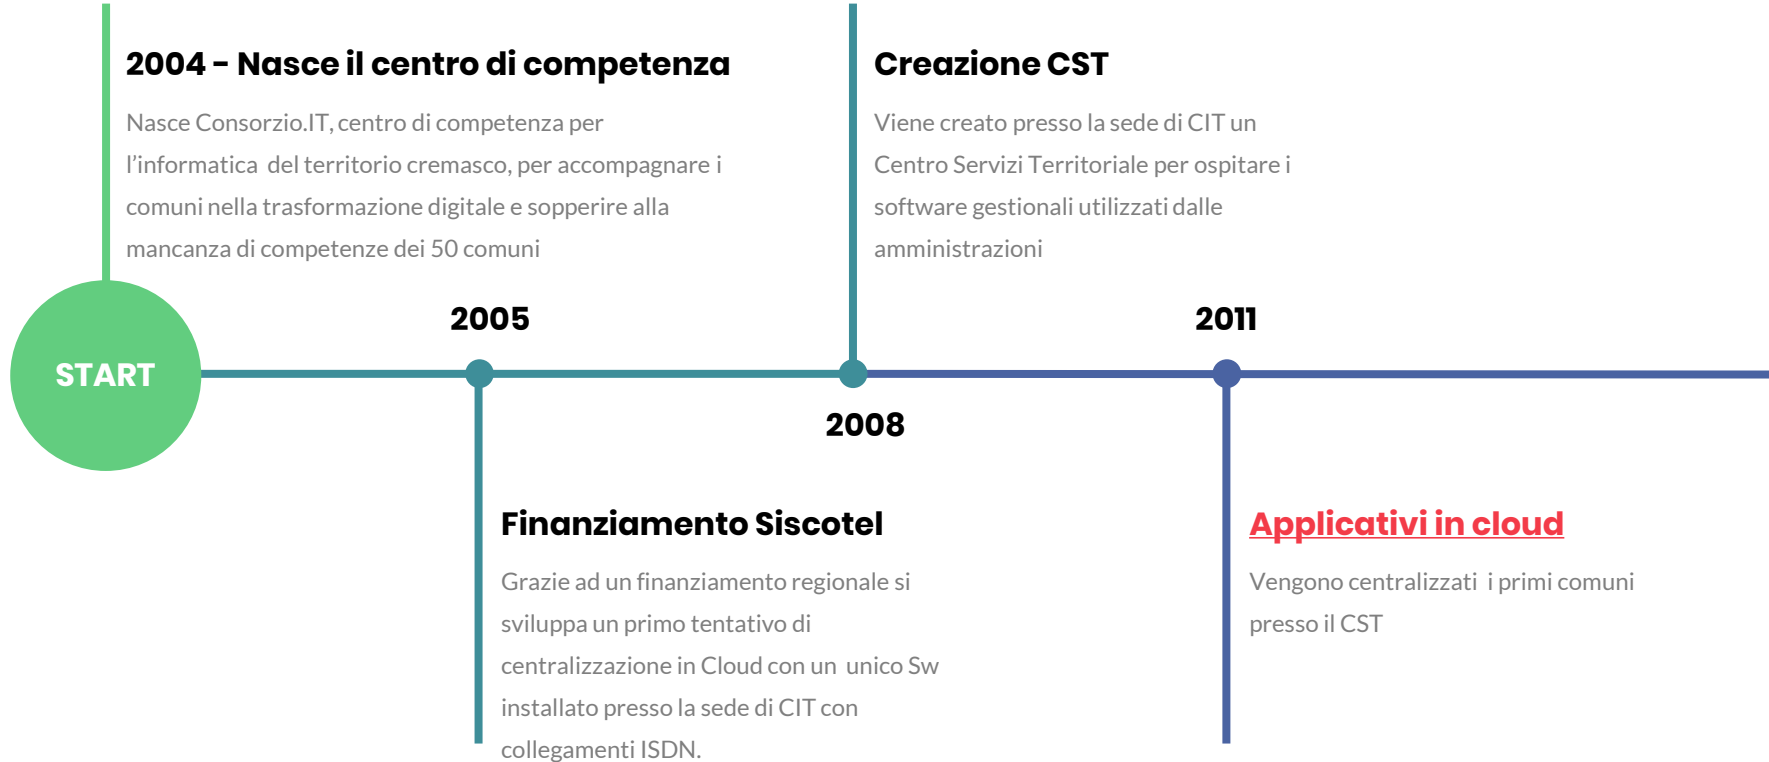 2004 - Nasce il centro di competenza
Nasce Consorzio.IT, centro di competenza per
l'informatica del territorio cremasco, per accompagnare i
comuni nella trasformazione digitale e sopperire alla
mancanza di competenze dei 50 comuni
Creazione CST
Viene creato presso la sede di CIT un
Centro Servizi Territoriale per ospitare i
software gestionali utilizzati dalle
amministrazioni
2005
2011
START
2008
Finanziamento Siscotel
Grazie ad un finanziamento regionale si
sviluppa un primo tentativo di
centralizzazione in Cloud con un unico Sw
installato presso la sede di CIT con
collegamenti ISDN.
Applicativi in cloud
Vengono centralizzati i primi comuni
presso il CST